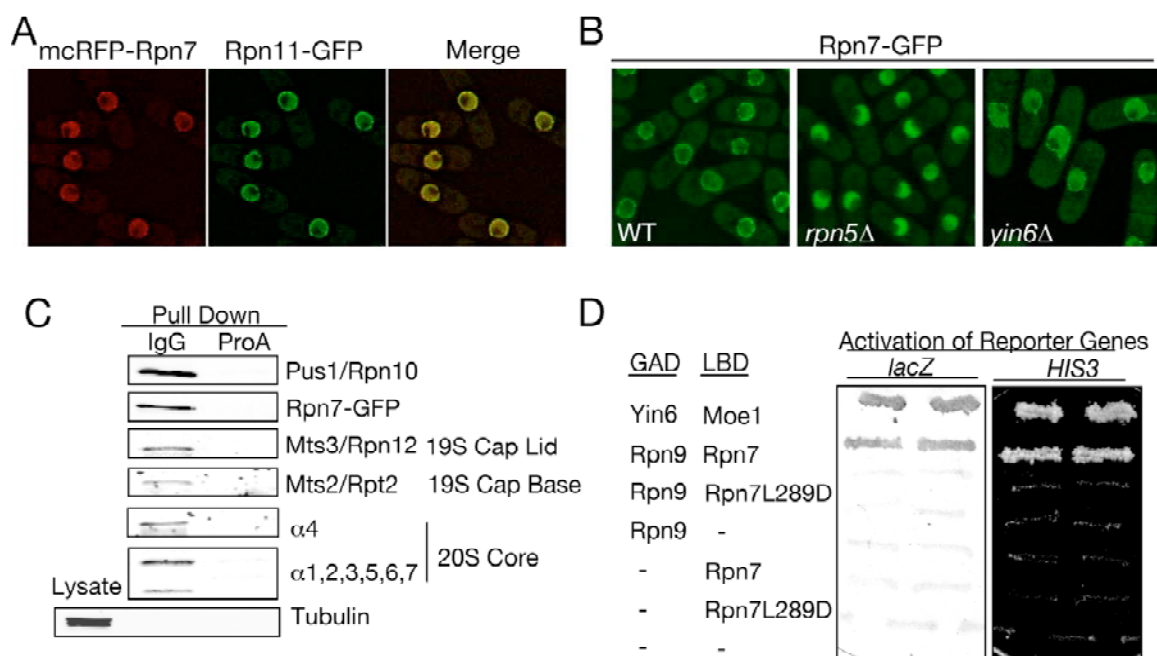 A
mcRFP-Rpn7 Rpn11-GFP Merge
B
Rpn7-GFP
WT rpn5Δ yin6Δ
C
Pull Down
IgG ProA
Pus1/Rpn10
Rpn7-GFP
Mts3/Rpn12 19S Cap Lid
Mts2/Rpt2 19S Cap Base
α4
α1,2,3,5,6,7 20S Core
Lysate
Tubulin
D
Activation of Reporter Genes
GAD LBD lacZ HIS3
Yin6 Moe1
Rpn9 Rpn7
Rpn9 Rpn7L289D
Rpn9 -
- Rpn7
- Rpn7L289D
- -